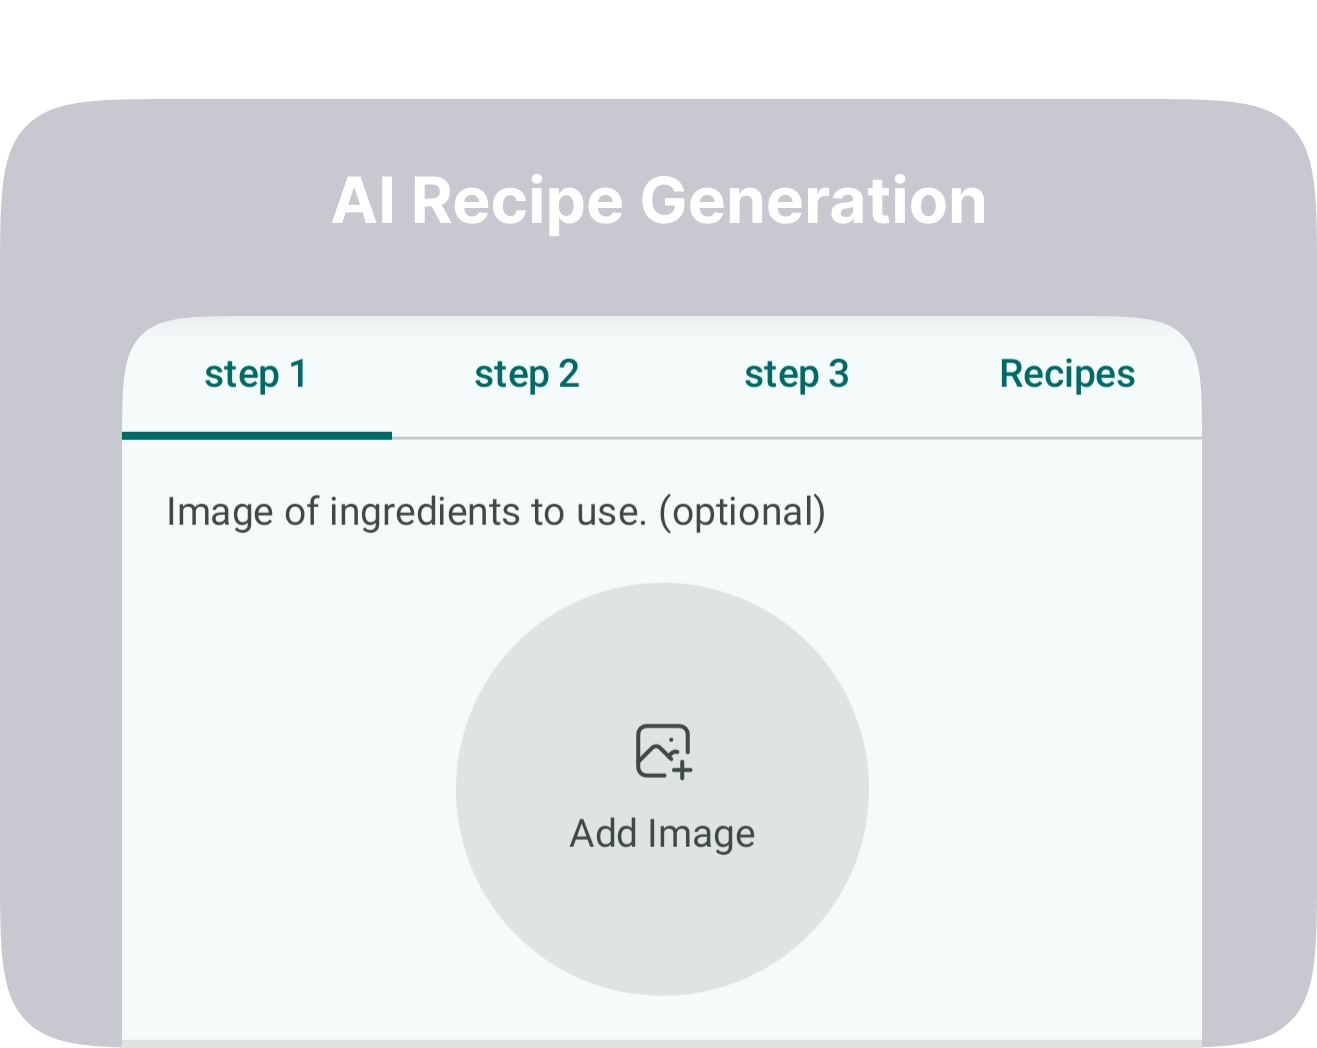 AI Recipe Generation
step 1 step 2 step 3 Recipes
Image of ingredients to use. (optional)
Add Image